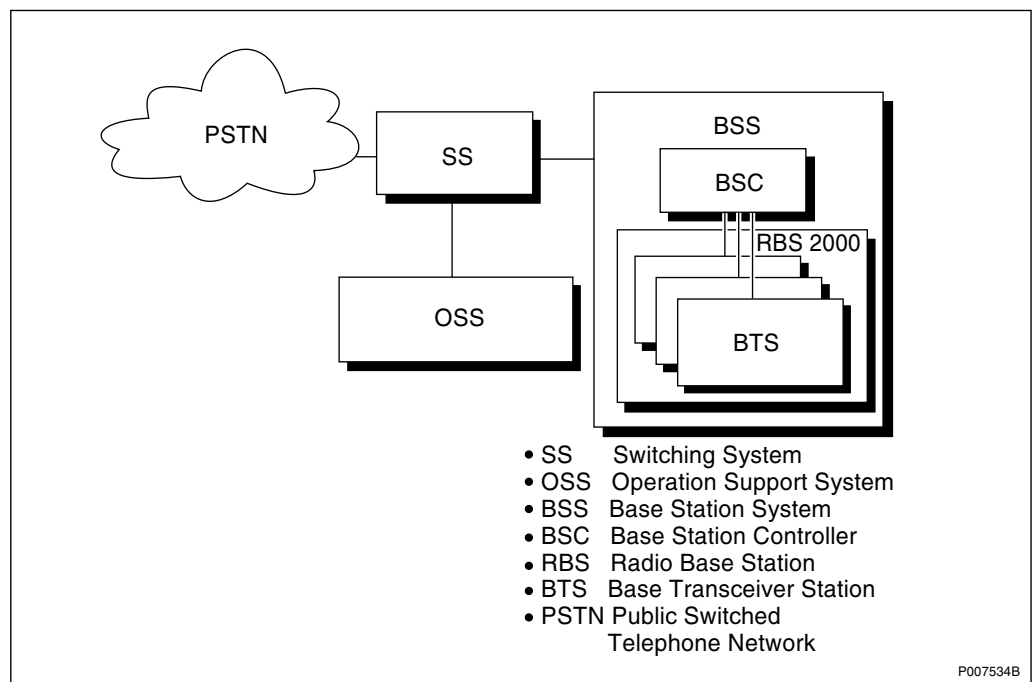 PSTN
SS
BSS
BSC
RBS 2000
OSS
BTS
• SS Switching System
• OSS Operation Support System
• BSS Base Station System
• BSC Base Station Controller
• RBS Radio Base Station
• BTS Base Transceiver Station
• PSTN Public Switched
Telephone Network
P007534B